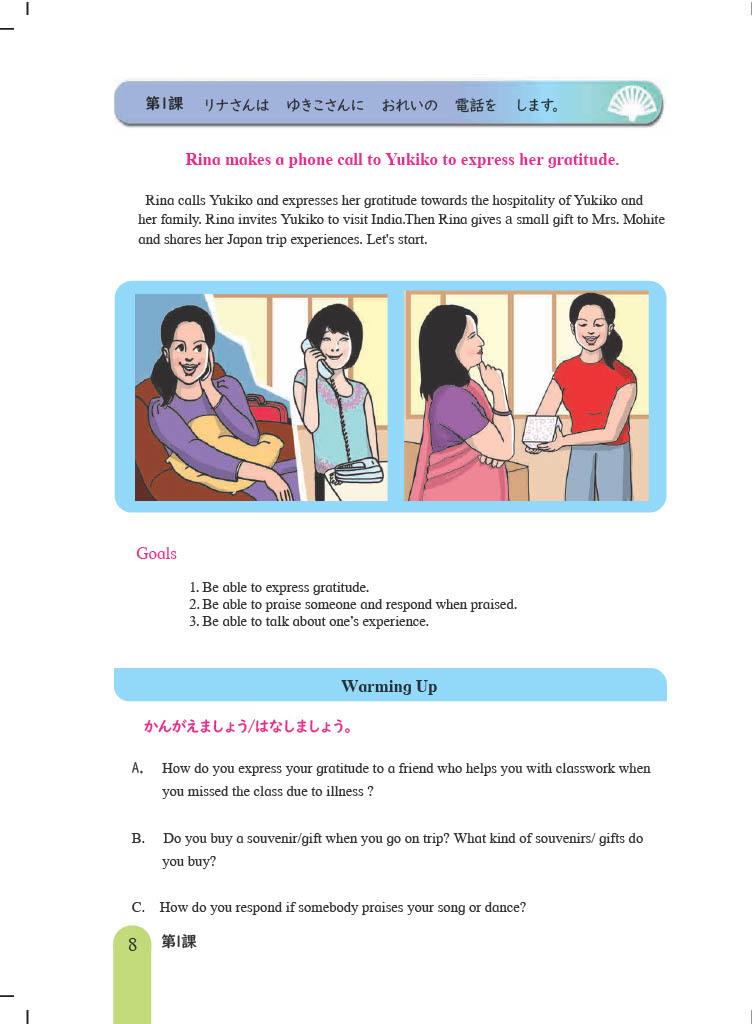 第1課 リナさんは ゆきこさんに おれいの 電話を します。
Rina makes a phone call to Yukiko to express her gratitude.
Rina calls Yukiko and expresses her gratitude towards the hospitality of Yukiko and
her family. Rina invites Yukiko to visit India.Then Rina gives a small gift to Mrs. Mohite
and shares her Japan trip experiences. Let's start.
Goals
1. Be able to express gratitude.
2. Be able to praise someone and respond when praised.
3. Be able to talk about one’s experience.
Warming Up
かんがえましょう/はなしましょう。
A. How do you express your gratitude to a friend who helps you with classwork when
you missed the class due to illness ?
B. Do you buy a souvenir/gift when you go on trip? What kind of souvenirs/ gifts do
you buy?
C. How do you respond if somebody praises your song or dance?
8 第1課